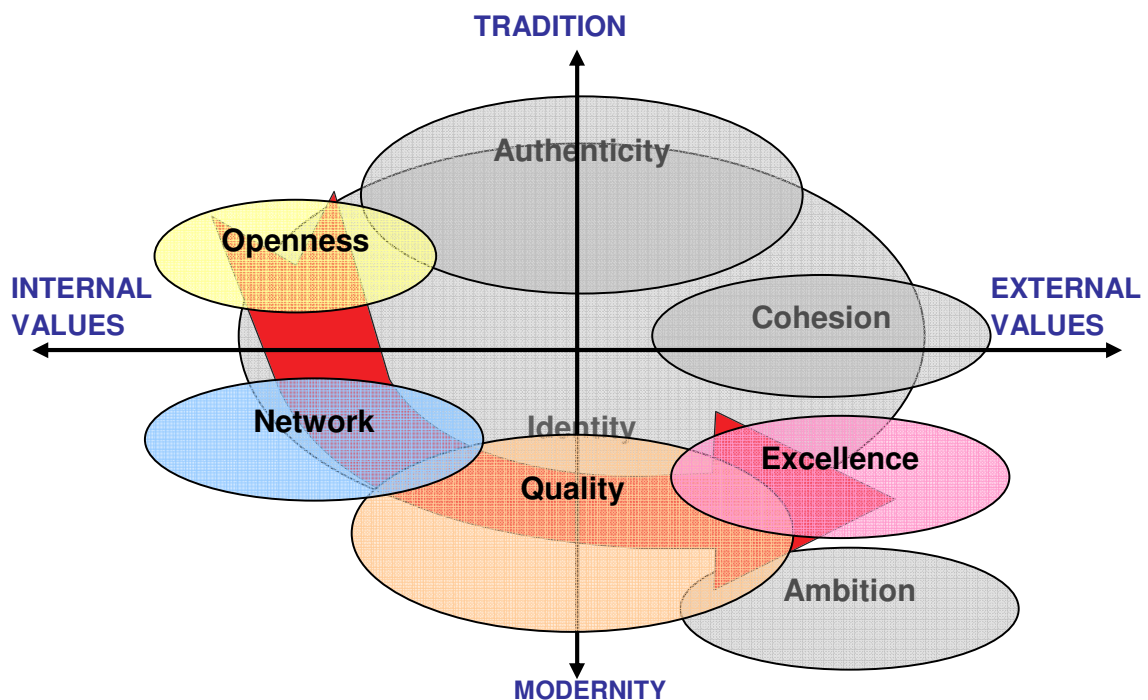 TRADITION
Authenticity
Openness
INTERNAL
VALUES
EXTERNAL
VALUES
Cohesion
Network
Identity
Excellence
Quality
Ambition
MODERNITY